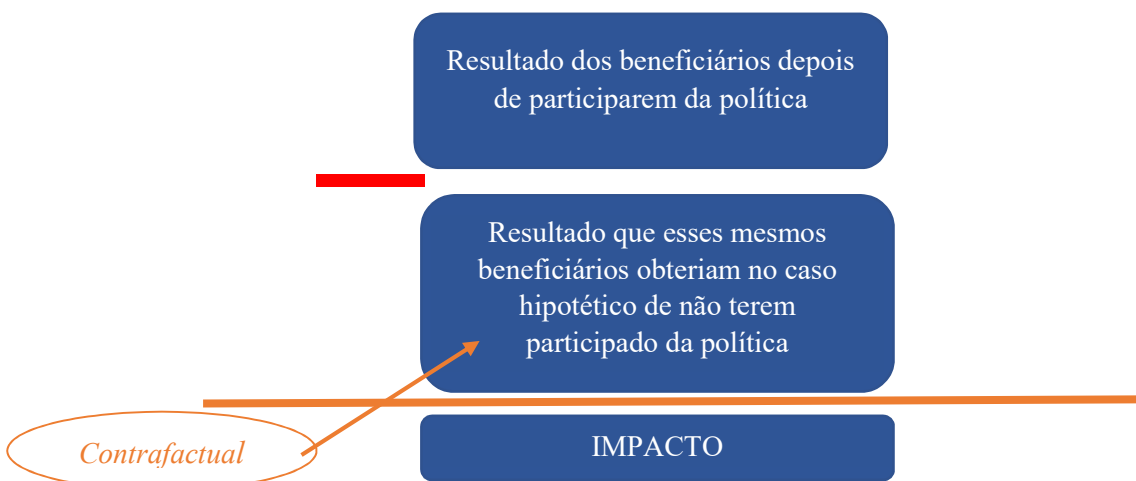 Resultado dos beneficiários depois
de participarem da política
Resultado que esses mesmos
beneficiários obteriam no caso
hipotético de não terem
participado da política
Contrafactual
IMPACTO